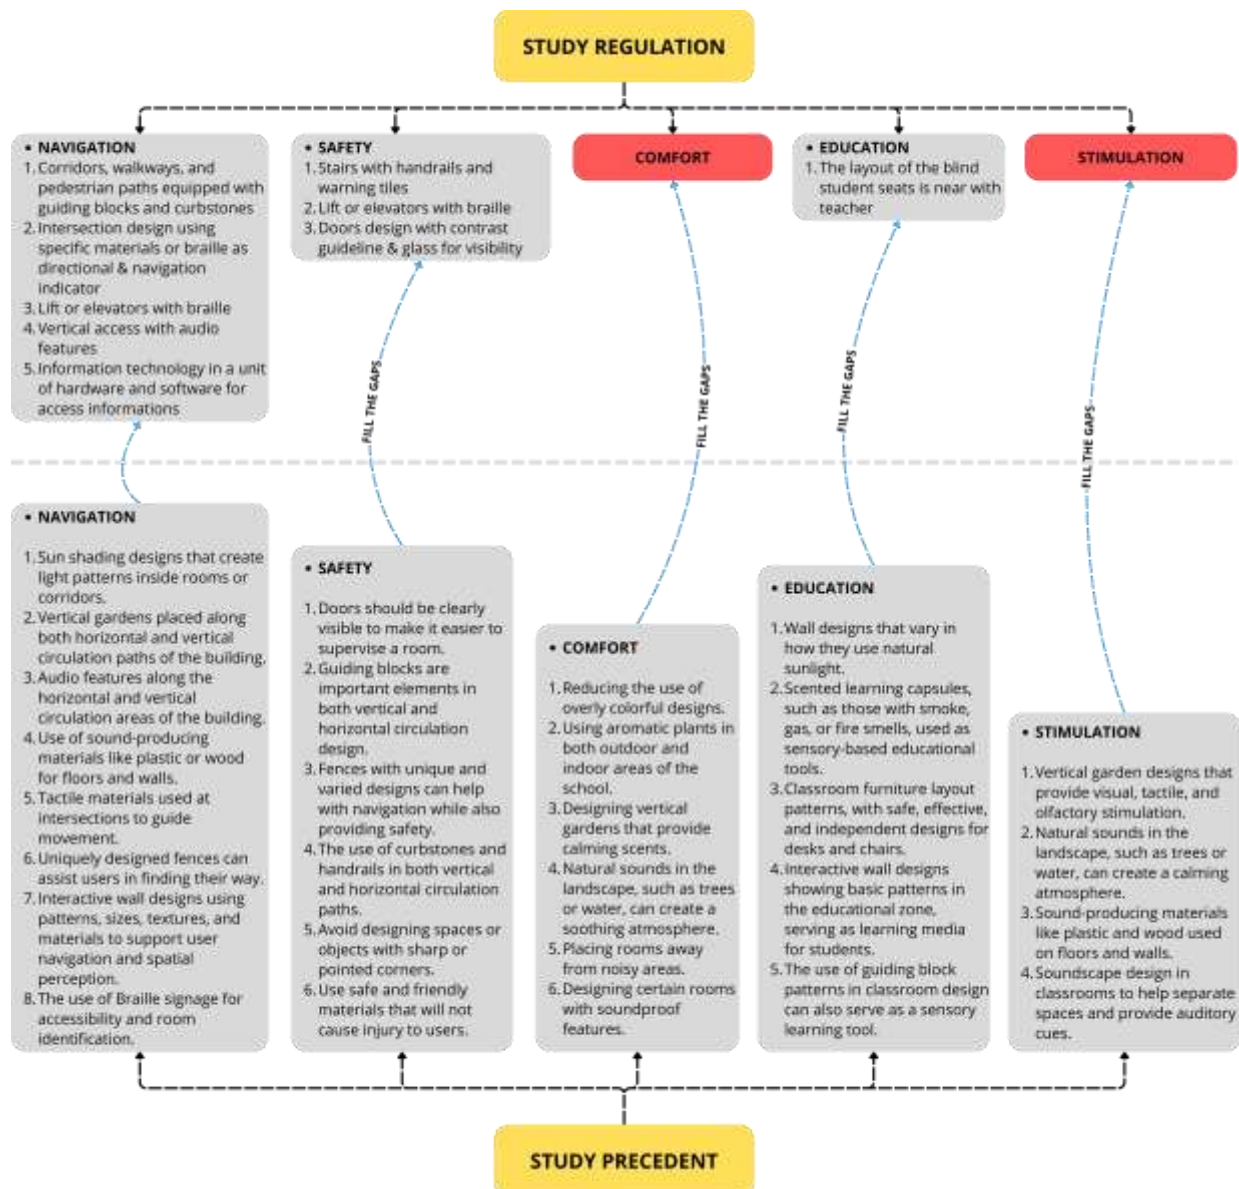 STUDY REGULATION
• NAVIGATION
1. Corridors, walkways, and
pedestrian paths equipped with
guiding blocks and curbstones
2. Intersection design using
specific materials or braille as
directional & navigation
indicator
3. Lift or elevators with braille
4. Vertical access with audio
features
5. Information technology in a unit
of hardware and software for
access informations
• SAFETY
1. Stairs with handrails and
warning tiles
2. Lift or elevators with braille
3. Doors design with contrast
guideline & glass for visibility
COMFORT
• EDUCATION
1. The layout of the blind
student seats is near with
teacher
STIMULATION
FILL THE GAPS
FILL THE GAPS
FILL THE GAPS
FILL THE GAPS
• NAVIGATION
1. Sun shading designs that create
light patterns inside rooms or
corridors.
2. Vertical gardens placed along
both horizontal and vertical
circulation paths of the building.
3. Audio features along the
horizontal and vertical
circulation areas of the building.
4. Use of sound-producing
materials like plastic or wood
for floors and walls.
5. Tactile materials used at
intersections to guide
movement.
6. Uniquely designed fences can
assist users in finding their way.
7. Interactive wall designs using
patterns, sizes, textures, and
materials to support user
navigation and spatial
perception.
8. The use of Braille signage for
accessibility and room
identification.
• SAFETY
1. Doors should be clearly
visible to make it easier to
supervise a room.
2. Guiding blocks are
important elements in
both vertical and
horizontal circulation
design.
3. Fences with unique and
varied designs can help
with navigation while also
providing safety.
4. The use of curbstones and
handrails in both vertical
and horizontal circulation
paths.
5. Avoid designing spaces or
objects with sharp or
pointed corners.
6. Use safe and friendly
materials that will not
cause injury to users.
• COMFORT
1. Reducing the use of
overly colorful designs.
2. Using aromatic plants in
both outdoor and
indoor areas of the
school.
3. Designing vertical
gardens that provide
calming scents.
4. Natural sounds in the
landscape, such as trees
or water, can create a
soothing atmosphere.
5. Placing rooms away
from noisy areas.
6. Designing certain rooms
with soundproof
features.
• EDUCATION
1. Wall designs that vary in
how they use natural
sunlight.
2. Scented learning capsules,
such as those with smoke,
gas, or fire smells, used as
sensory-based educational
tools.
3. Classroom furniture layout
patterns, with safe, effective,
and independent designs for
desks and chairs.
4. Interactive wall designs
showing basic patterns in
the educational zone,
serving as learning media
for students.
5. The use of guiding block
patterns in classroom design
can also serve as a sensory
learning tool.
• STIMULATION
1. Vertical garden designs that
provide visual, tactile, and
olfactory stimulation.
2. Natural sounds in the
landscape, such as trees or
water, can create a calming
atmosphere.
3. Sound-producing materials
like plastic and wood used
on floors and walls.
4. Soundscape design in
classrooms to help separate
spaces and provide auditory
cues.
STUDY PRECEDENT